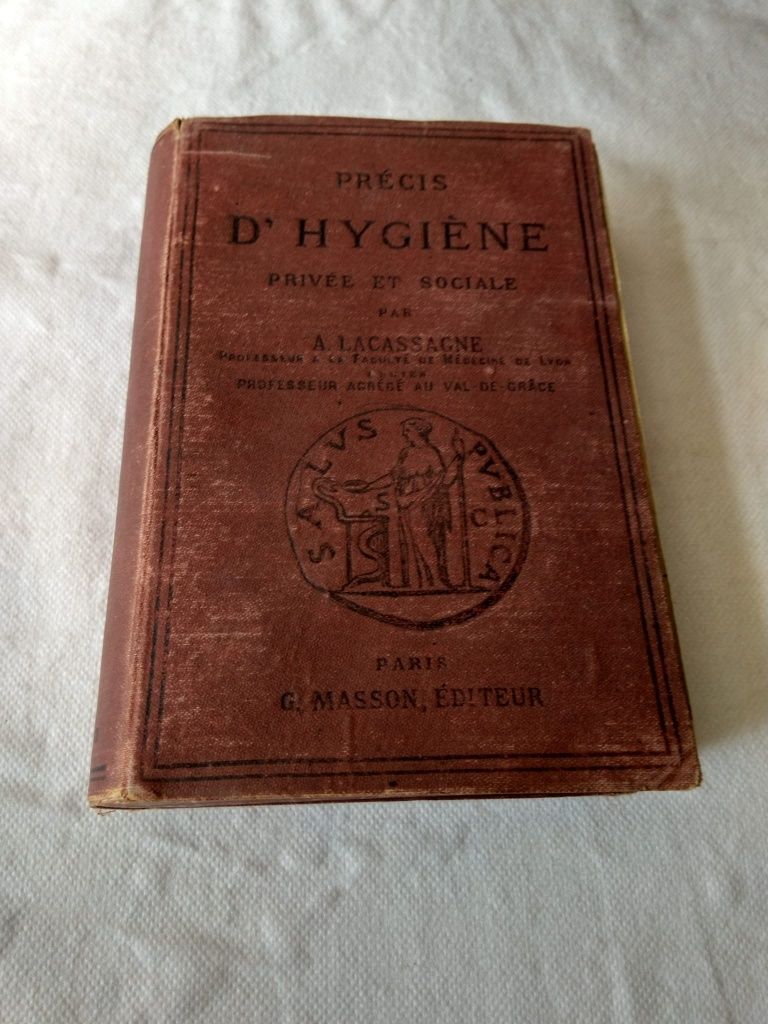 PRÉCIS
D'HYGIÈNE
PRIVÉE ET SOCIALE
PAR
A. LACASSAGNE
PROFESSEUR À LA FACULTÉ DE MÉDECINE DE LYON
PROFESSEUR AGRÉGÉ AU VAL-DE-GRÂCE
SALVS PVBLICA
S C
PARIS
G. MASSON, ÉDITEUR